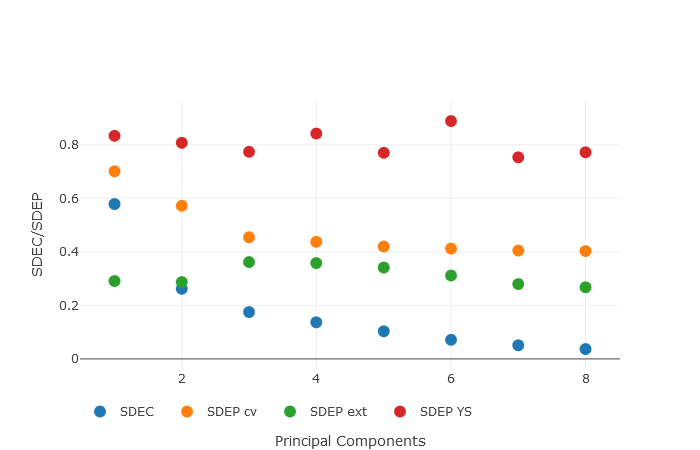 SDEC/SDEP
0.8
0.6
0.4
0.2
0
2 4 6 8
SDEC SDEP cv SDEP ext SDEP YS
Principal Components